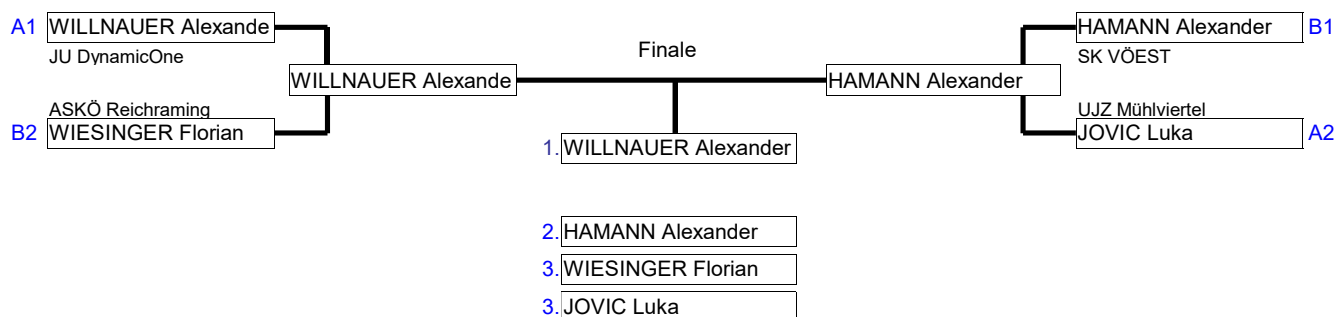 A1 WILLNAUER Alexande
JU DynamicOne
ASKÖ Reichraming
B2 WIESINGER Florian
WILLNAUER Alexande
Finale
HAMANN Alexander
HAMANN Alexander B1
SK VÖEST
UJZ Mühlviertel
JOVIC Luka A2
1. WILLNAUER Alexander
2. HAMANN Alexander
3. WIESINGER Florian
3. JOVIC Luka